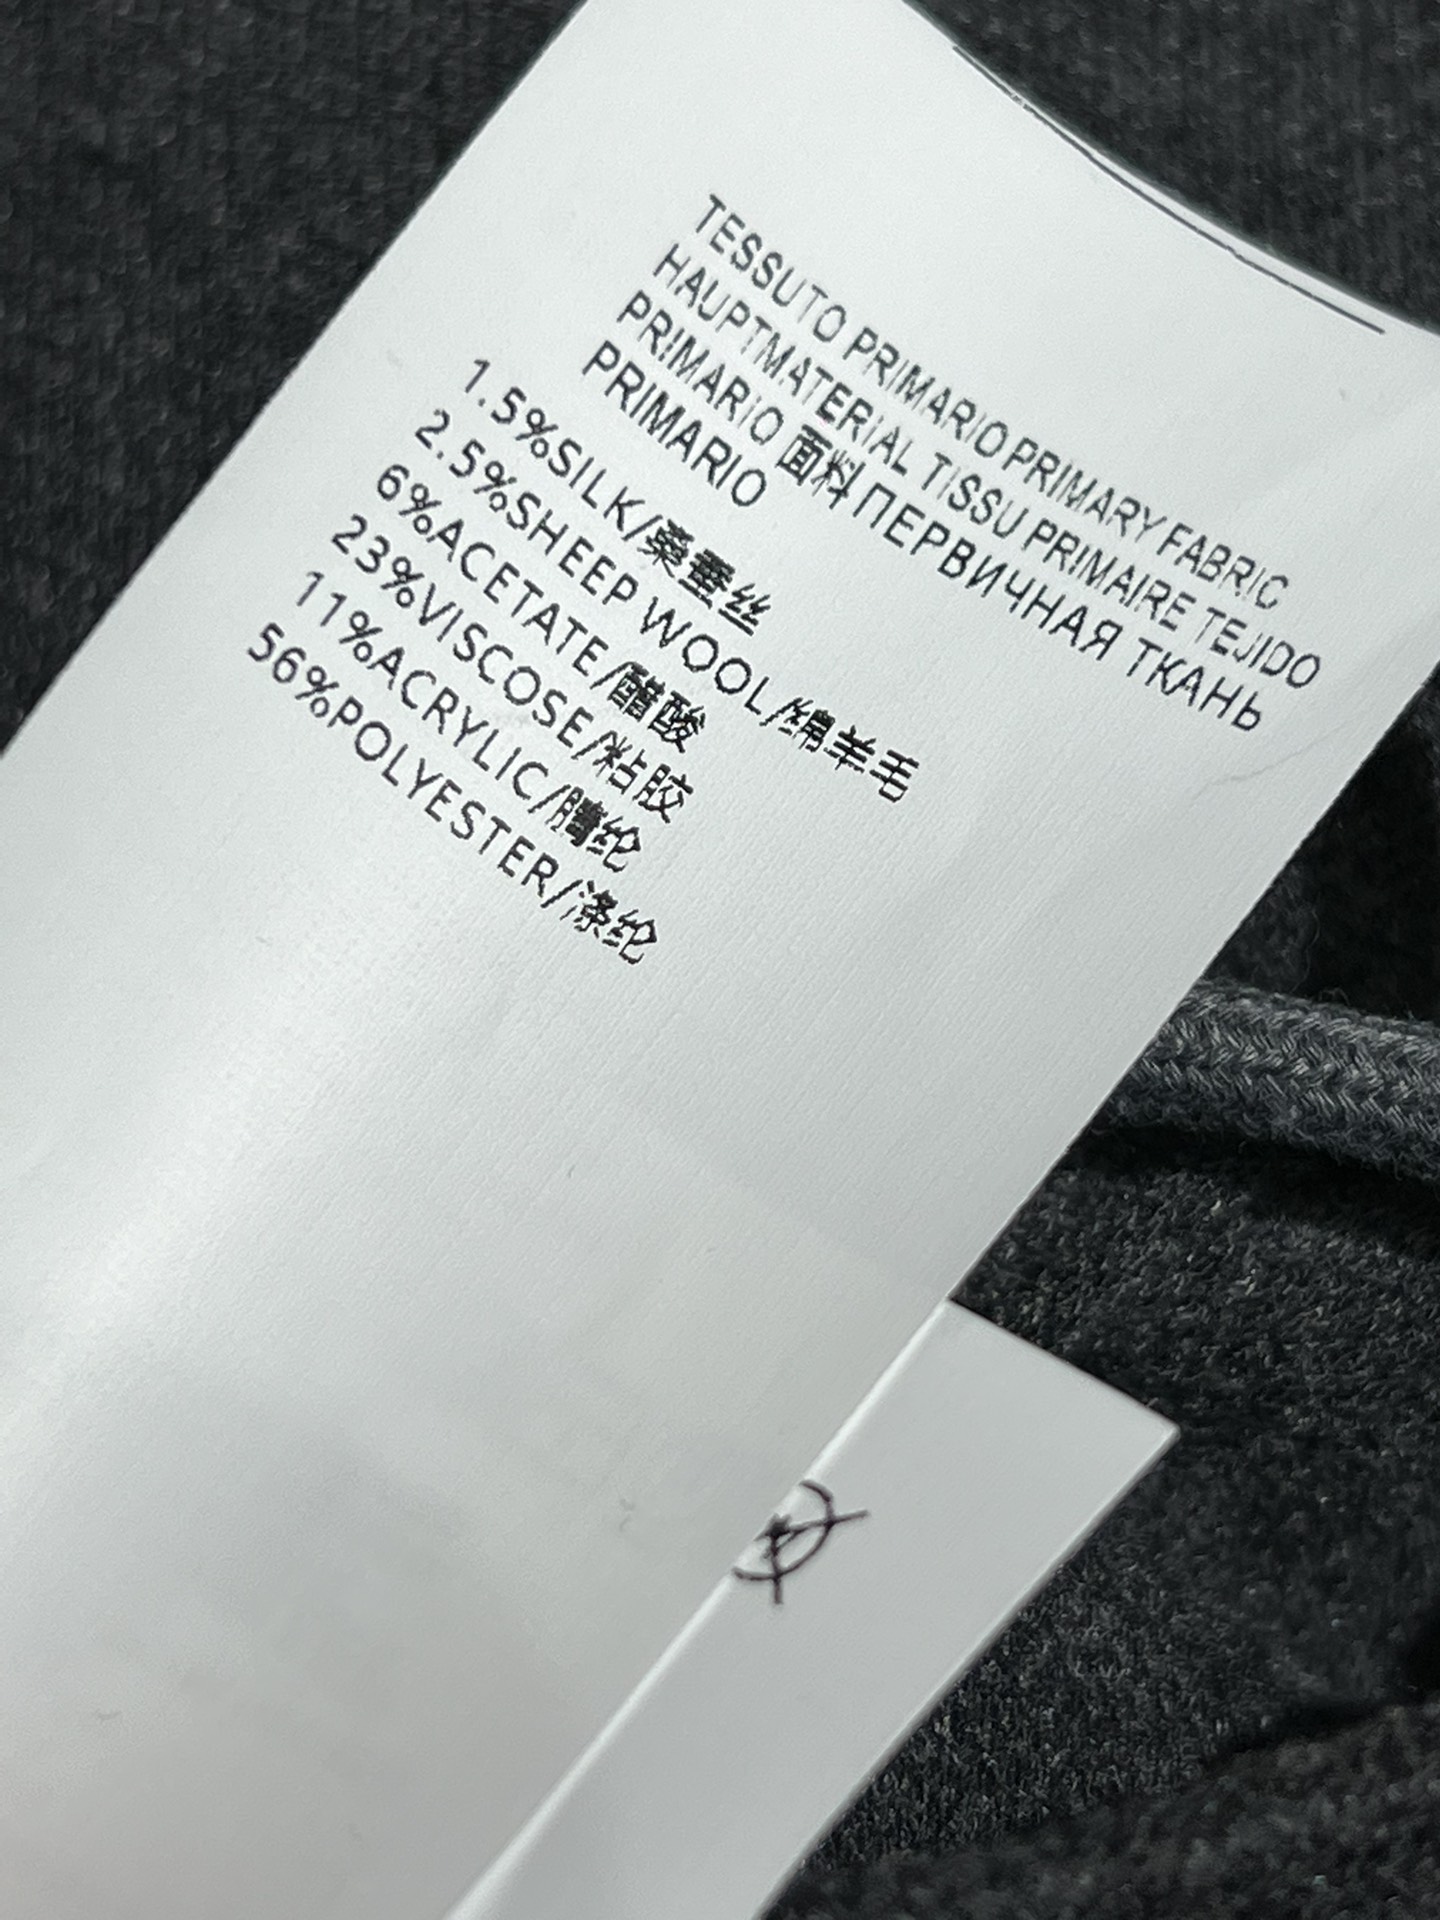 TESSUTO PRIMARIO PRIMARY FABRIC
HAUPTMATERIAL TISSU PRIMAIRE TEJIDO
PRIMARIO 面料 ПЕРВИЧНАЯ ТКАНЬ
PRIMARIO
1.5%SILK/桑蚕丝
2.5%SHEEP WOOL/绵羊毛
6%ACETATE/醋酸
23%VISCOSE/粘胶
11%ACRYLIC/腈纶
56%POLYESTER/涤纶